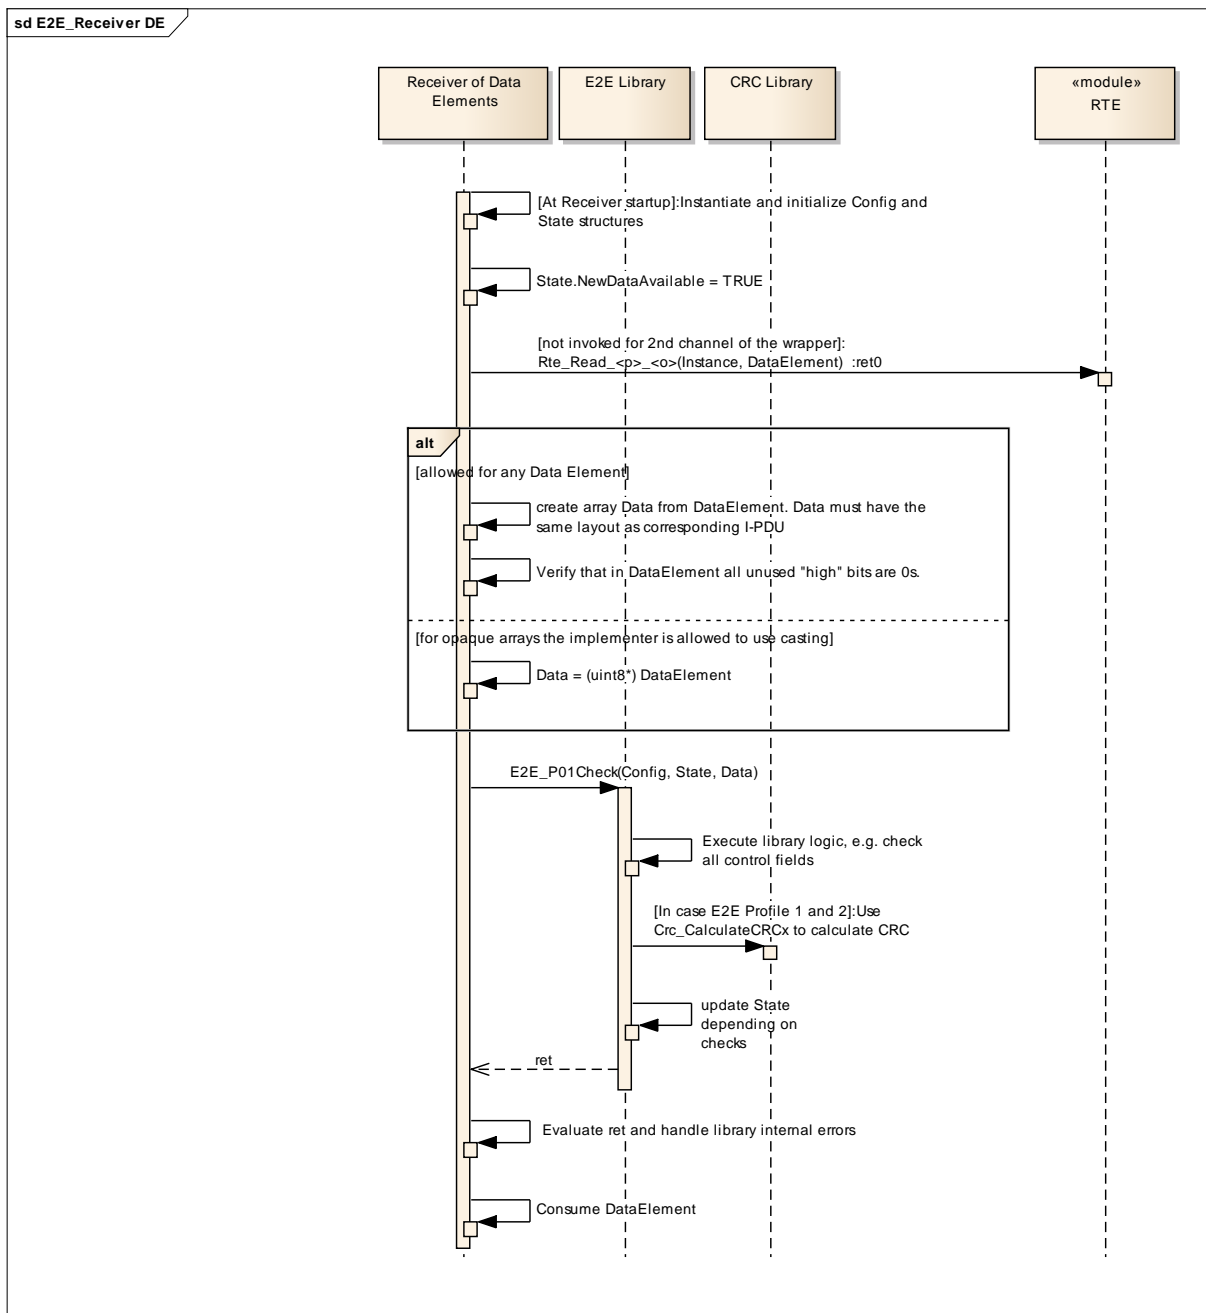 sd E2E_Receiver DE
Receiver of Data
Elements
E2E Library
CRC Library
«module»
RTE
[At Receiver startup]:Instantiate and initialize Config and
State structures
State.NewDataAvailable = TRUE
[not invoked for 2nd channel of the wrapper]:
Rte_Read_<p>_<o>(Instance, DataElement) :ret0
alt
[allowed for any Data Element]
create array Data from DataElement. Data must have the
same layout as corresponding I-PDU
Verify that in DataElement all unused "high" bits are 0s.
[for opaque arrays the implementer is allowed to use casting]
Data = (uint8*) DataElement
E2E_P01Check(Config, State, Data)
Execute library logic, e.g. check
all control fields
[In case E2E Profile 1 and 2]:Use
Crc_CalculateCRCx to calculate CRC
update State
depending on
checks
ret
Evaluate ret and handle library internal errors
Consume DataElement